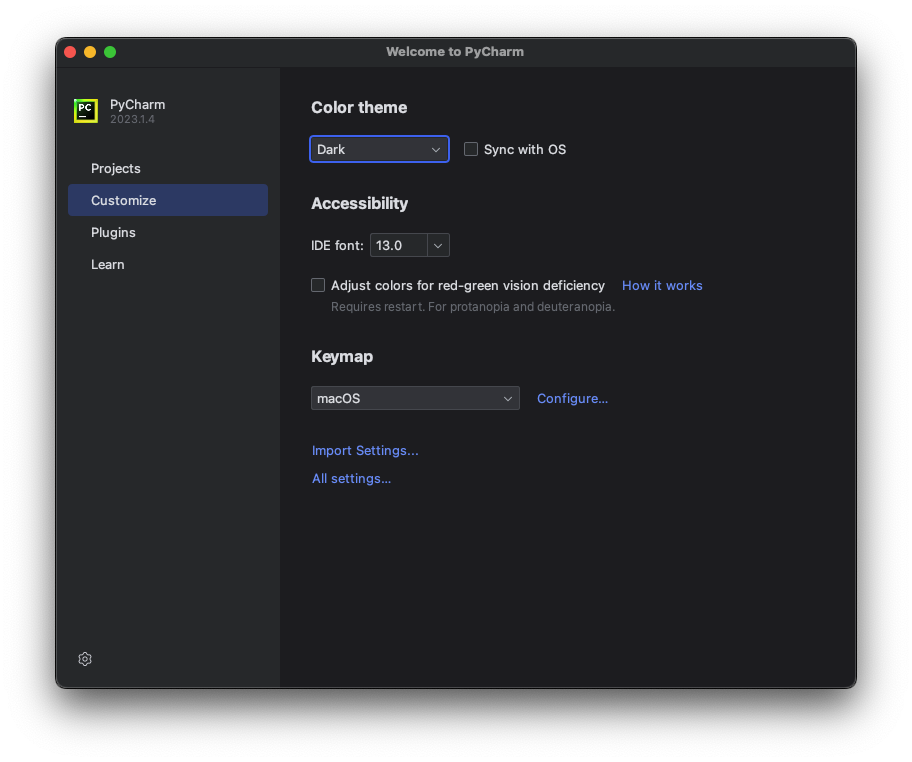 Welcome to PyCharm
PC
PyCharm
2023.1.4
Projects
Customize
Plugins
Learn
Color theme
Dark
Sync with OS
Accessibility
IDE font: 13.0
Adjust colors for red-green vision deficiency How it works
Requires restart. For protanopia and deuteranopia.
Keymap
macOS Configure...
Import Settings...
All settings...